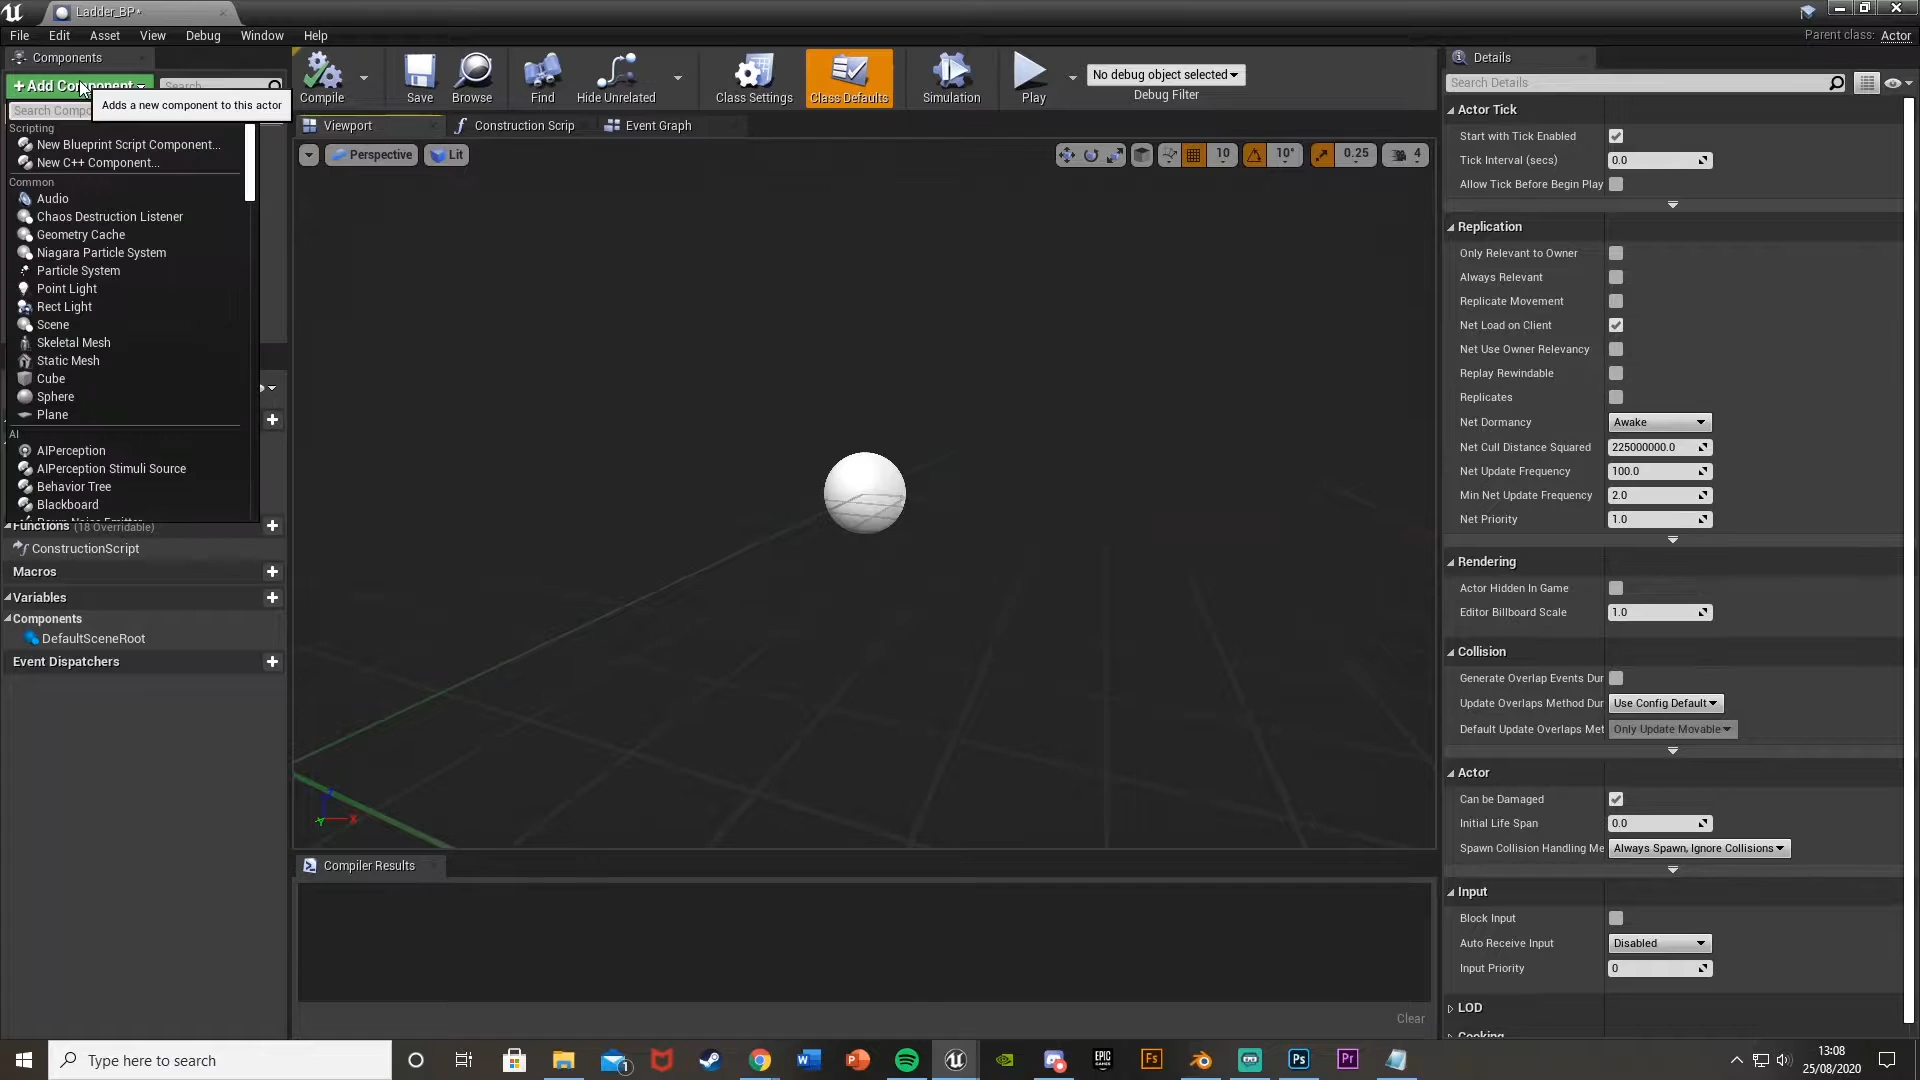 Ladder_BP*
File Edit Asset View Debug Window Help
Parent class: Actor
Components
+Add Component
Search
Search Compo
Adds a new component to this actor
Scripting
New Blueprint Script Component...
New C++ Component...
Common
Audio
Chaos Destruction Listener
Geometry Cache
Niagara Particle System
Particle System
Point Light
Rect Light
Scene
Skeletal Mesh
Static Mesh
Cube
Sphere
Plane
AI
AIPerception
AIPerception Stimuli Source
Behavior Tree
Blackboard
Functions (18 Overridable)
ConstructionScript
Macros
Variables
Components
DefaultSceneRoot
Event Dispatchers
Compile Save Browse Find Hide Unrelated Class Settings Class Defaults Simulation Play
No debug object selected
Debug Filter
Viewport Construction Scrip Event Graph
Perspective Lit
10 10° 0.25 4
Z X Y
Compiler Results
Clear
Details
Search Details
Actor Tick
Start with Tick Enabled
Tick Interval (secs) 0.0
Allow Tick Before Begin Play
Replication
Only Relevant to Owner
Always Relevant
Replicate Movement
Net Load on Client
Net Use Owner Relevancy
Replay Rewindable
Replicates
Net Dormancy Awake
Net Cull Distance Squared 225000000.0
Net Update Frequency 100.0
Min Net Update Frequency 2.0
Net Priority 1.0
Rendering
Actor Hidden In Game
Editor Billboard Scale 1.0
Collision
Generate Overlap Events Dur
Update Overlaps Method Dur Use Config Default
Default Update Overlaps Met Only Update Movable
Actor
Can be Damaged
Initial Life Span 0.0
Spawn Collision Handling Me Always Spawn, Ignore Collisions
Input
Block Input
Auto Receive Input Disabled
Input Priority 0
LOD
Cooking
Type here to search
13:08
25/08/2020